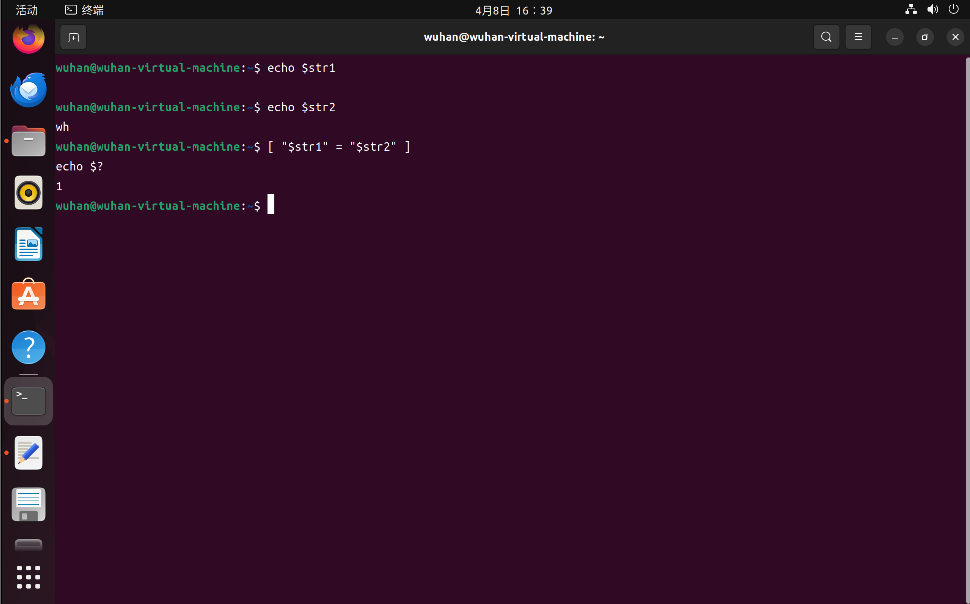 活动 终端 4月8日 16：39
wuhan@wuhan-virtual-machine: ~
wuhan@wuhan-virtual-machine:~$ echo $str1
wuhan@wuhan-virtual-machine:~$ echo $str2
wh
wuhan@wuhan-virtual-machine:~$ [ "$str1" = "$str2" ]
echo $?
1
wuhan@wuhan-virtual-machine:~$